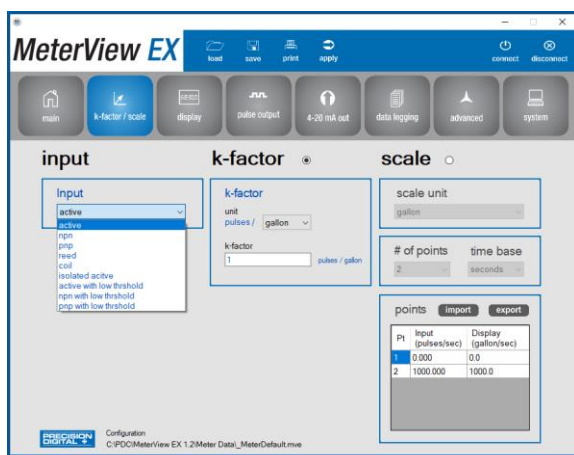 MeterView EX
load save print apply connect disconnect
main k-factor / scale display pulse output 4-20 mA out data logging advanced system
input
Input
active
active
npn
pnp
reed
coil
isolated acitve
active with low thrshold
npn with low thrshold
pnp with low thrshold
k-factor
k-factor
unit
pulses / gallon
k-factor
1 pulses / gallon
scale
scale unit
gallon
# of points time base
2 seconds
points import export
Pt Input (pulses/sec) Display (gallon/sec)
1 0.000 0.0
2 1000.000 1000.0
PRECISION DIGITAL
Configuration
C:\PDC\MeterView EX 1.2\Meter Data\_MeterDefault.mve